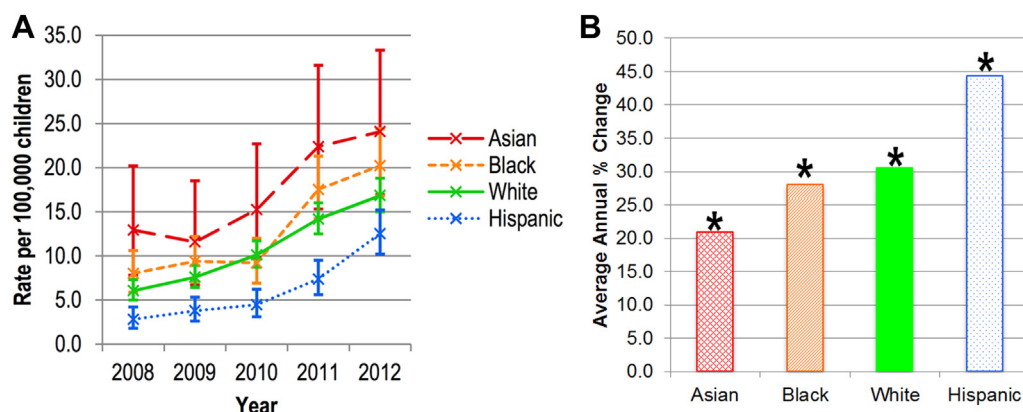 A
Rate per 100,000 children
35.0
30.0
25.0
20.0
15.0
10.0
5.0
0.0
2008 2009 2010 2011 2012
Year
Asian
Black
White
Hispanic
B
Average Annual % Change
50.0
45.0
40.0
35.0
30.0
25.0
20.0
15.0
10.0
5.0
0.0
* * * *
Asian Black White Hispanic